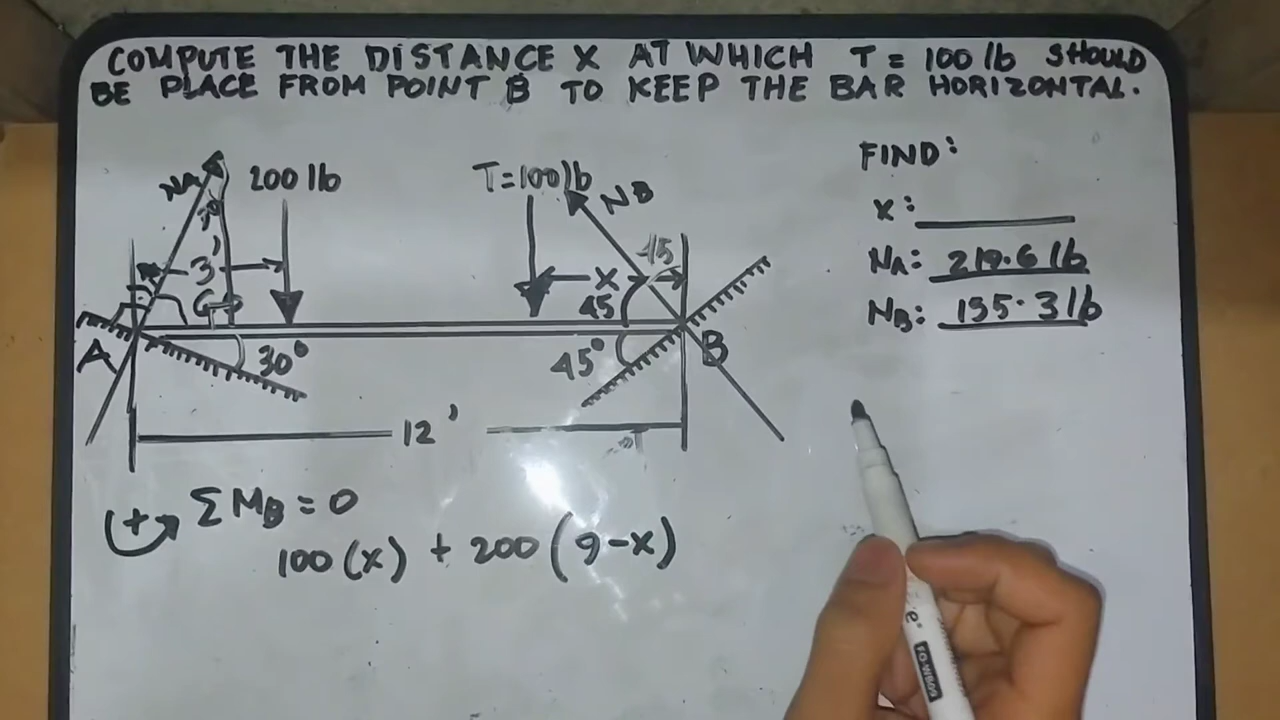 COMPUTE THE DISTANCE X AT WHICH T = 100 lb SHOULD
BE PLACE FROM POINT B TO KEEP THE BAR HORIZONTAL.
FIND:
X:
NA: 219.6 lb
NB: 155.3 lb
NA
200 lb
T=100 lb
NB
3'
45
X
45
A
30°
45°
B
12'
(+) ΣMB = 0
100 (x) + 200 (9-x)
FO-WB09